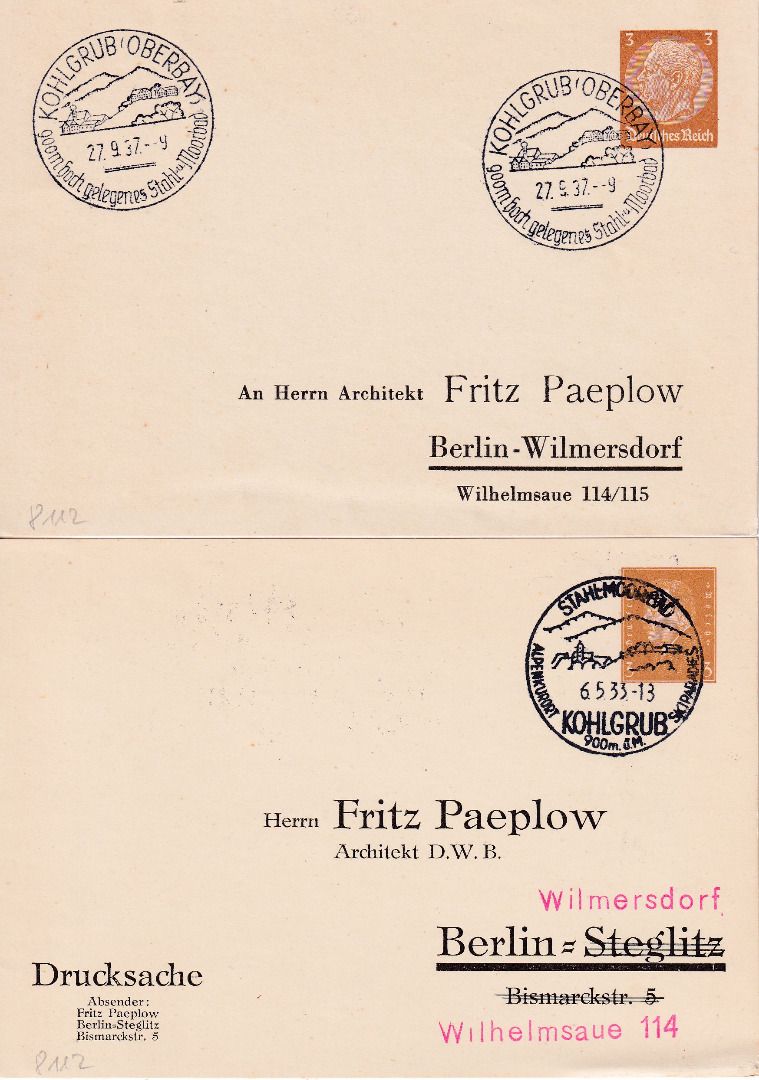 KOHLGRUB (OBERBAY)
27.9.37.--9
900m hoch gelegenes Stahl- u. Moorbad
KOHLGRUB (OBERBAY)
27.9.37.--9
900m hoch gelegenes Stahl- u. Moorbad
3 3
Deutsches Reich
An Herrn Architekt Fritz Paeplow
Berlin-Wilmersdorf
Wilhelmsaue 114/115
8112
STAHLMOORBAD
ALPENKURORT
SKIPARADIES
6.5.33-13
KOHLGRUB
900m.ü.M.
3 3
Herrn Fritz Paeplow
Architekt D.W.B.
Wilmersdorf
Berlin=Steglitz
Bismarckstr. 5
Wilhelmsaue 114
Drucksache
Absender:
Fritz Paeplow
Berlin=Steglitz
Bismarckstr. 5
8112